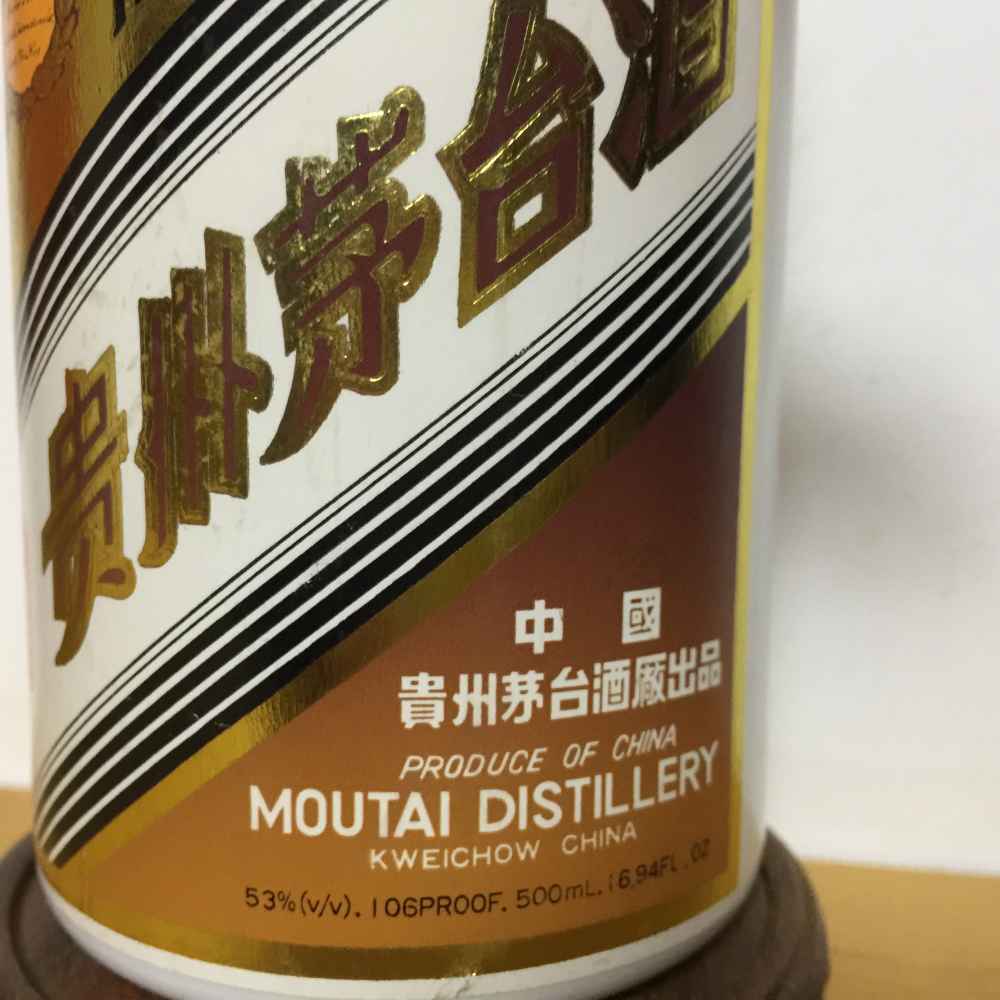 貴州茅台酒
中國
貴州茅台酒廠出品
PRODUCE OF CHINA
MOUTAI DISTILLERY
KWEICHOW CHINA
53%(v/v). 106PROOF. 500mL. 16,94FL.OZ